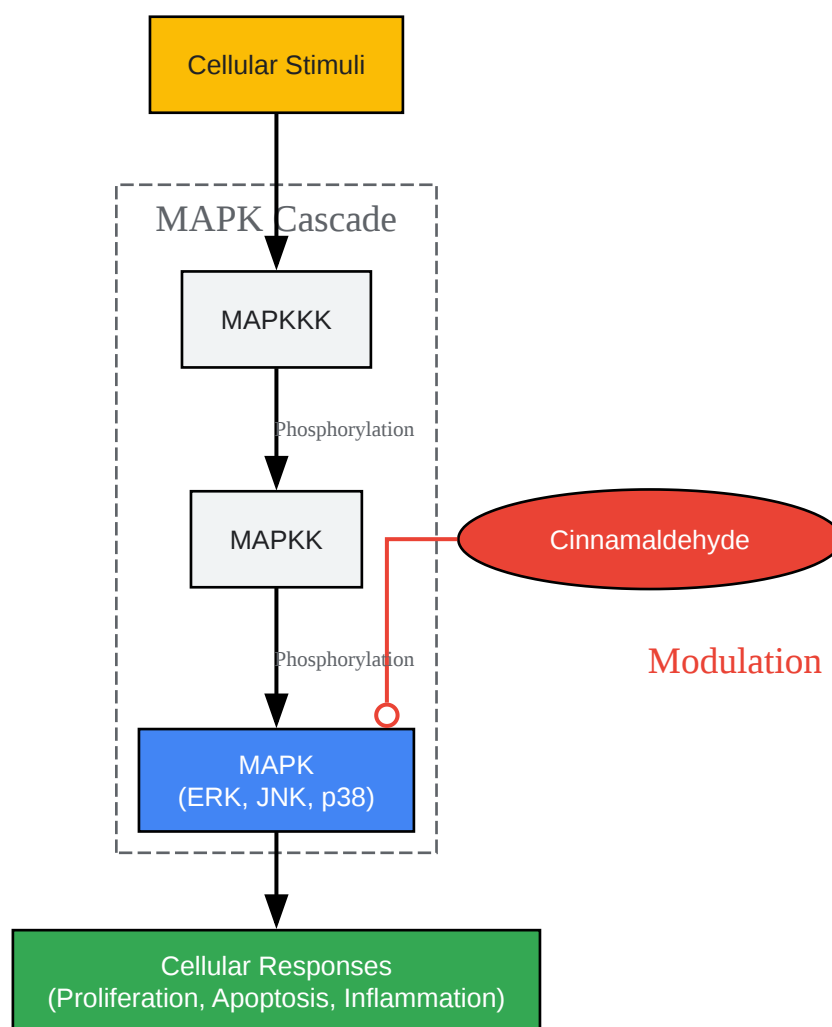 Cellular Stimuli
MAPK Cascade
MAPKKK
Phosphorylation
MAPKK
Cinnamaldehyde
Phosphorylation
Modulation
MAPK
(ERK, JNK, p38)
Cellular Responses
(Proliferation, Apoptosis, Inflammation)